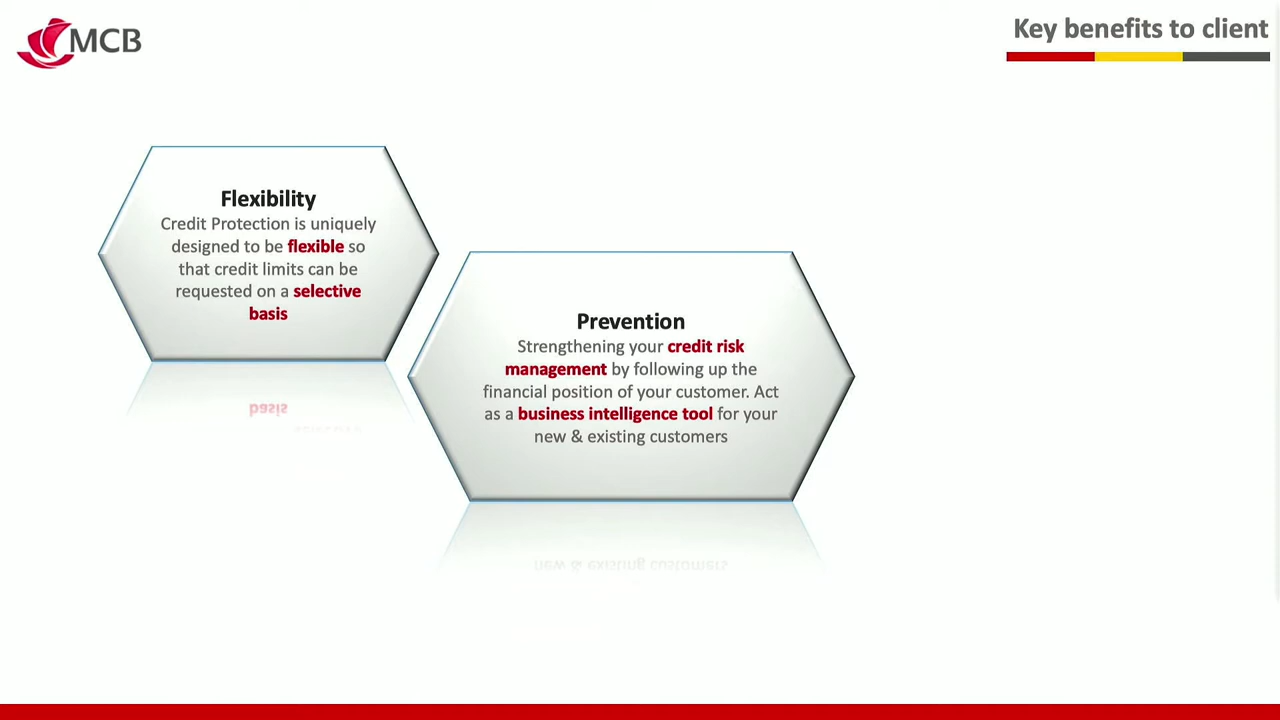 MCB
Key benefits to client
Flexibility
Credit Protection is uniquely
designed to be flexible so
that credit limits can be
requested on a selective
basis
Prevention
Strengthening your credit risk
management by following up the
financial position of your customer. Act
as a business intelligence tool for your
new & existing customers